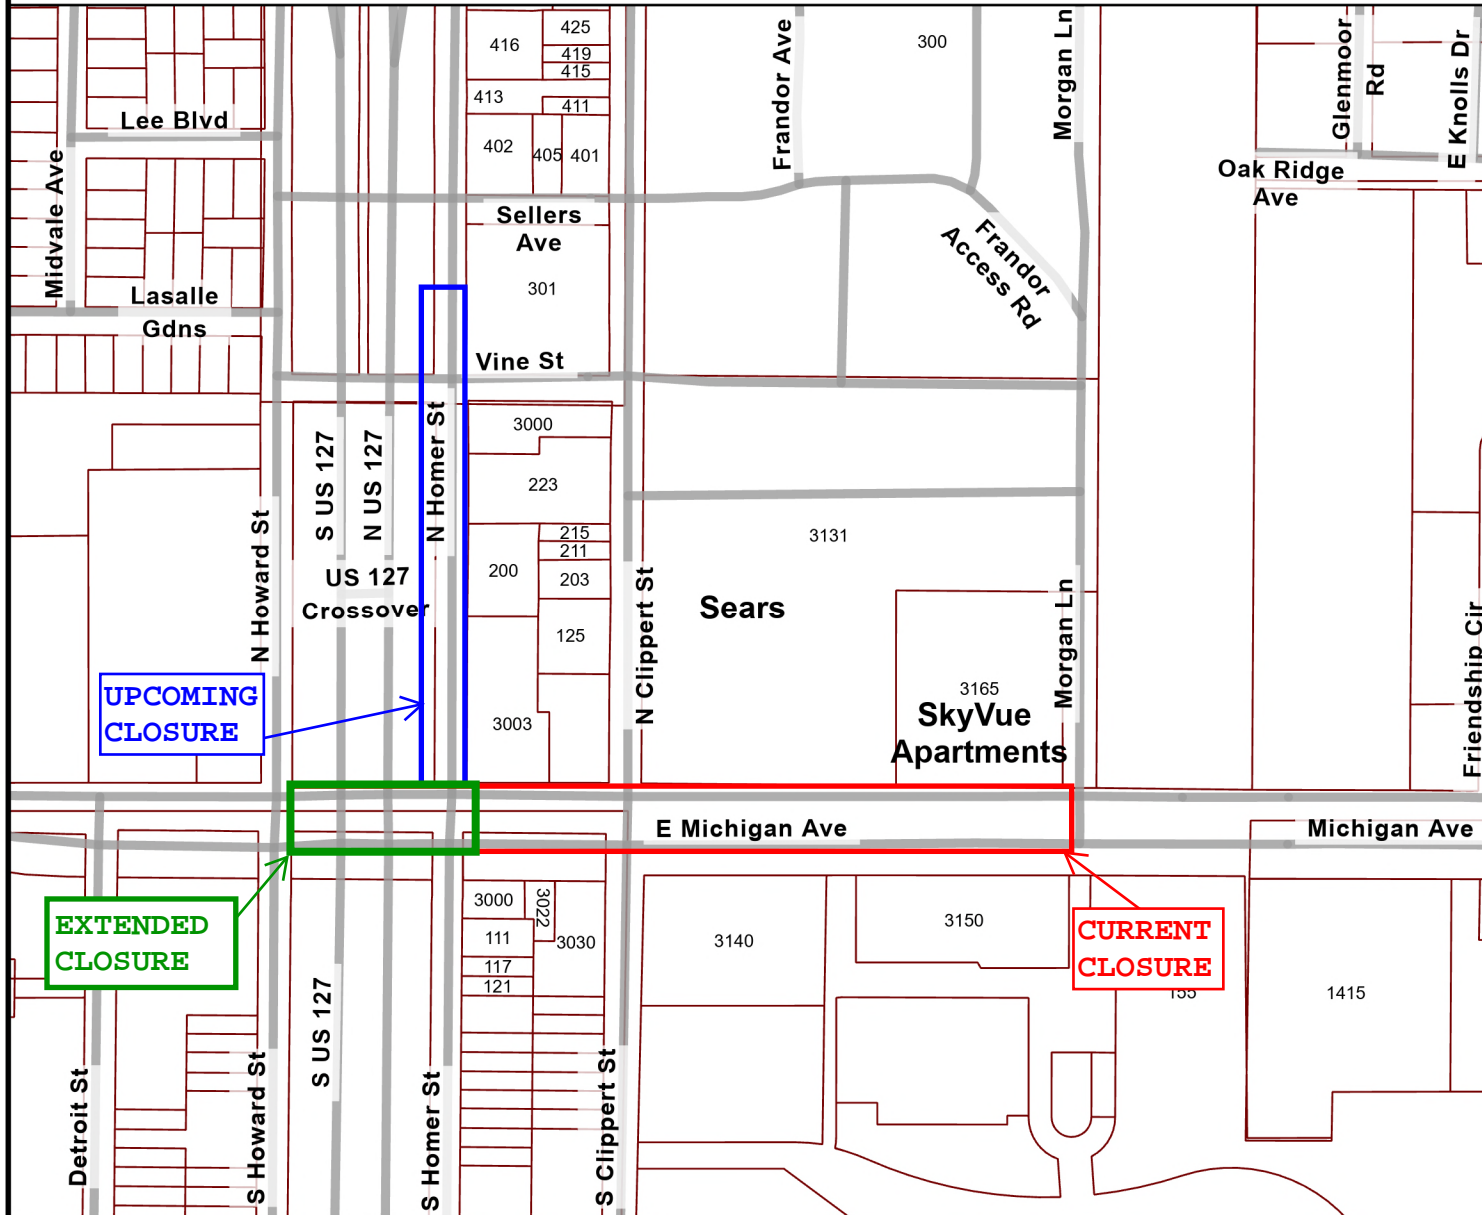 416
425
419
415
413
411
402
405
401
300
Frandor Ave
Morgan Ln
Glenmoor
Rd
E Knolls Dr
Lee Blvd
Midvale Ave
Oak Ridge
Ave
Sellers
Ave
Frandor
Access Rd
Lasalle
Gdns
301
Vine St
3000
S US 127
N US 127
N Homer St
223
N Howard St
215
211
200
203
3131
US 127
Crossover
Sears
N Clippert St
125
Morgan Ln
Friendship Cir
UPCOMING
CLOSURE
3003
3165
SkyVue
Apartments
E Michigan Ave
Michigan Ave
EXTENDED
CLOSURE
3000
3022
111
3030
117
121
3140
3150
CURRENT
CLOSURE
155
1415
Detroit St
S Howard St
S US 127
S Homer St
S Clippert St